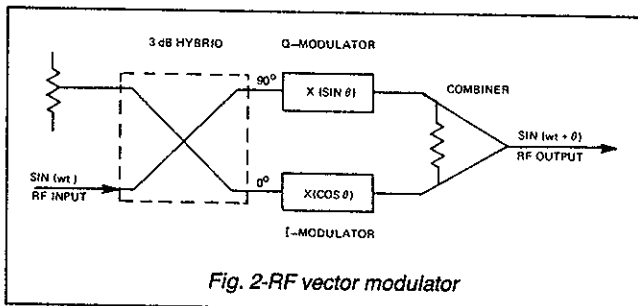 3 dB HYBRID
Q-MODULATOR
90°
X (SIN θ)
COMBINER
SIN (wt + θ)
RF OUTPUT
SIN (wt)
RF INPUT
0°
X(COS θ)
I-MODULATOR
Fig. 2-RF vector modulator